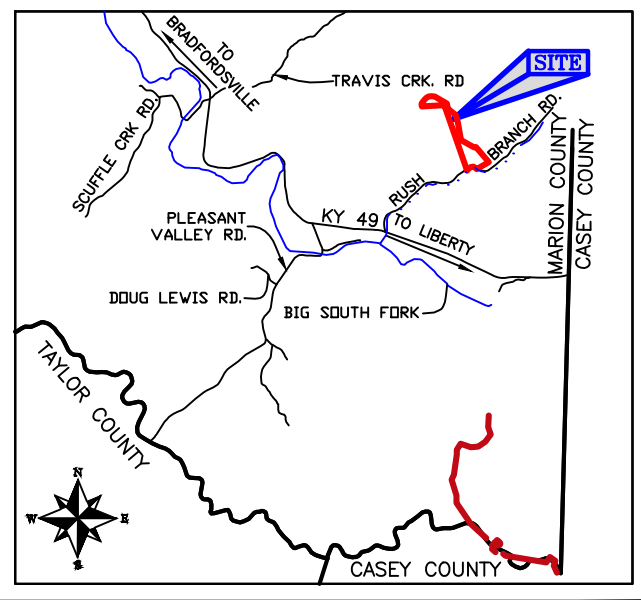 TO
BRADFORDSVILLE
SITE
TRAVIS CRK. RD
SCUFFLE CRK RD.
BRANCH RD.
RUSH
MARION COUNTY
CASEY COUNTY
PLEASANT
VALLEY RD.
KY 49
TO LIBERTY
DOUG LEWIS RD.
BIG SOUTH FORK
TAYLOR COUNTY
N
W
E
S
CASEY COUNTY